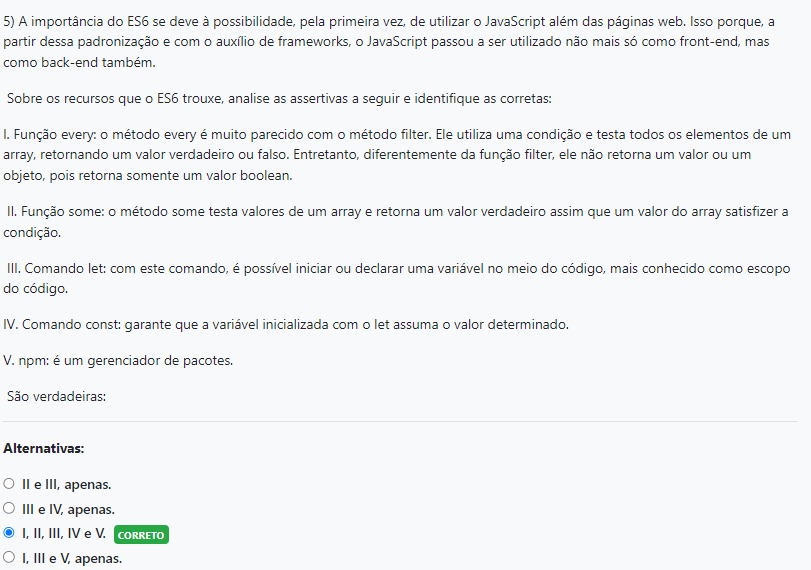 5) A importância do ES6 se deve à possibilidade, pela primeira vez, de utilizar o JavaScript além das páginas web. Isso porque, a
partir dessa padronização e com o auxílio de frameworks, o JavaScript passou a ser utilizado não mais só como front-end, mas
como back-end também.
Sobre os recursos que o ES6 trouxe, analise as assertivas a seguir e identifique as corretas:
I. Função every: o método every é muito parecido com o método filter. Ele utiliza uma condição e testa todos os elementos de um
array, retornando um valor verdadeiro ou falso. Entretanto, diferentemente da função filter, ele não retorna um valor ou um
objeto, pois retorna somente um valor boolean.
II. Função some: o método some testa valores de um array e retorna um valor verdadeiro assim que um valor do array satisfizer a
condição.
III. Comando let: com este comando, é possível iniciar ou declarar uma variável no meio do código, mais conhecido como escopo
do código.
IV. Comando const: garante que a variável inicializada com o let assuma o valor determinado.
V. npm: é um gerenciador de pacotes.
São verdadeiras:
Alternativas:
II e III, apenas.
III e IV, apenas.
I, II, III, IV e V. CORRETO
I, III e V, apenas.